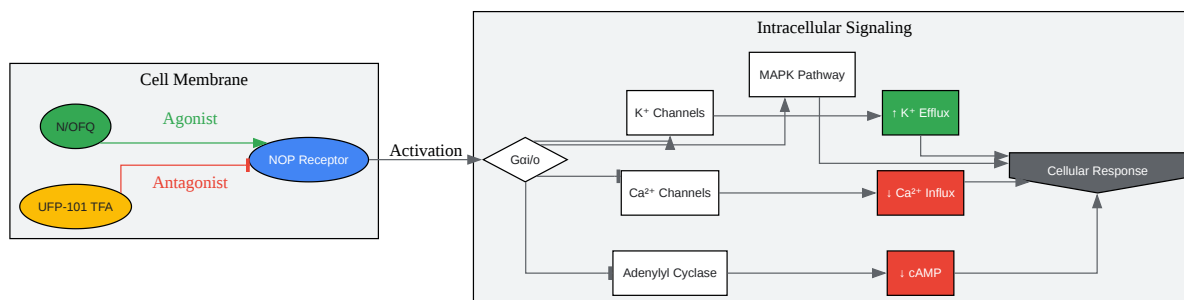 Cell Membrane
N/OFQ
Agonist
NOP Receptor
Antagonist
UFP-101 TFA
Activation
Intracellular Signaling
Gαi/o
MAPK Pathway
K⁺ Channels
↑ K⁺ Efflux
Ca²⁺ Channels
↓ Ca²⁺ Influx
Adenylyl Cyclase
↓ cAMP
Cellular Response